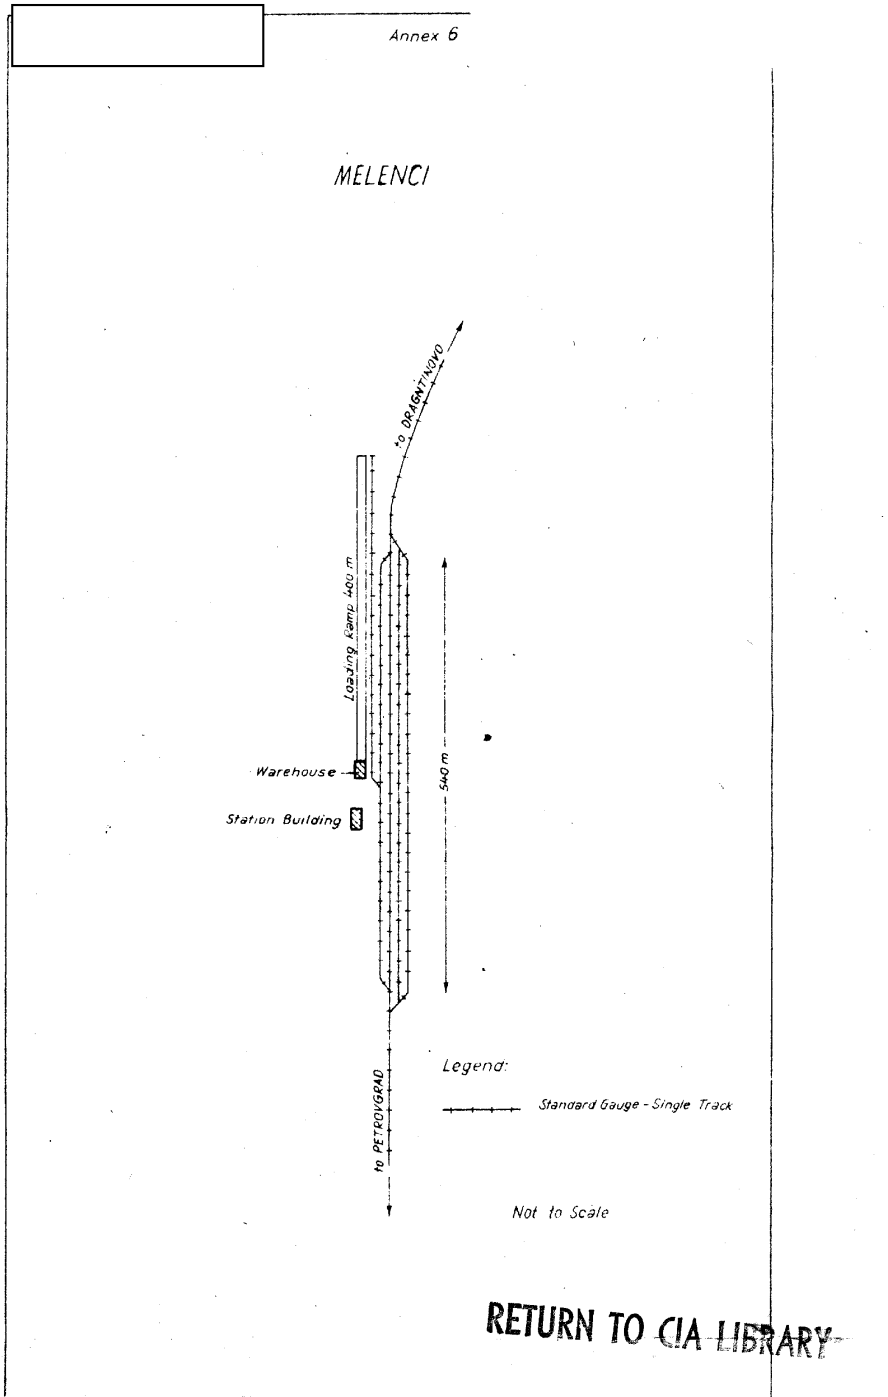 Annex 6
MELENCI
to DRAGNTINOVO
Loading Ramp 400 m
540 m
Warehouse
Station Building
to PETROVGRAD
Legend:
Standard Gauge - Single Track
Not to Scale
RETURN TO CIA LIBRARY